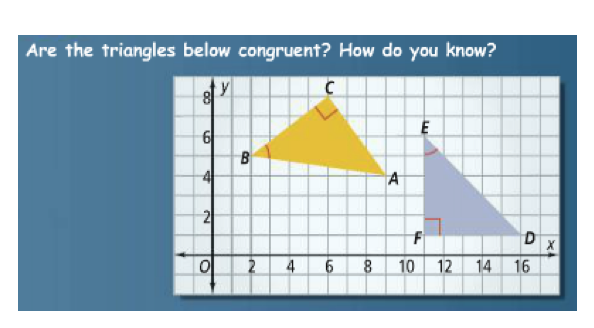 Are the triangles below congruent? How do you know?
y
C
8
E
6
B
4
A
2
F
D
x
O
2
4
6
8
10
12
14
16